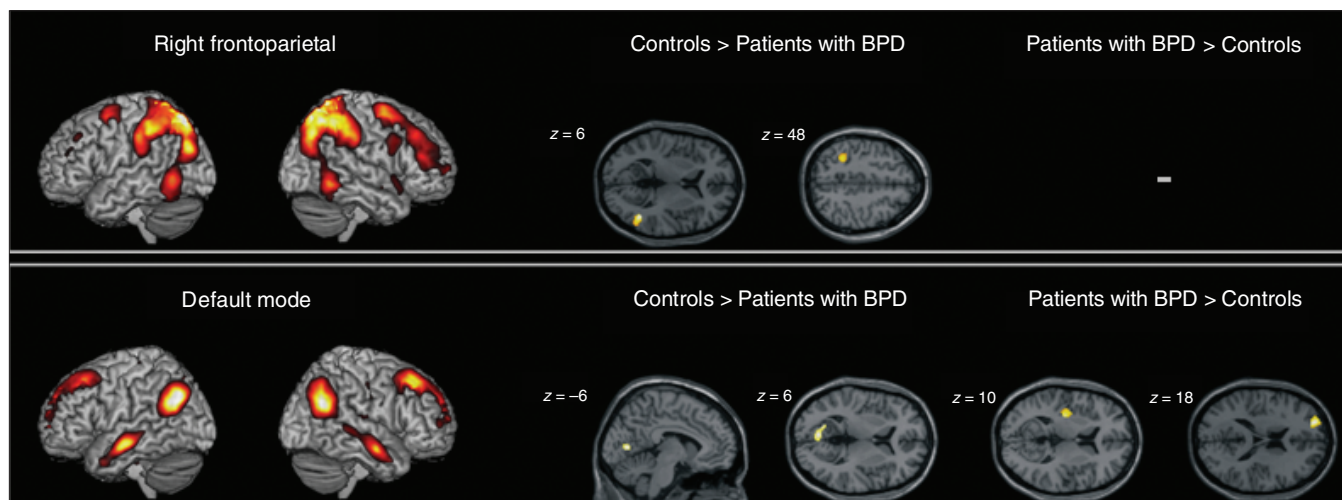 Right frontoparietal
Controls > Patients with BPD
Patients with BPD > Controls
z = 6
z = 48
–
Default mode
Controls > Patients with BPD
Patients with BPD > Controls
z = –6
z = 6
z = 10
z = 18